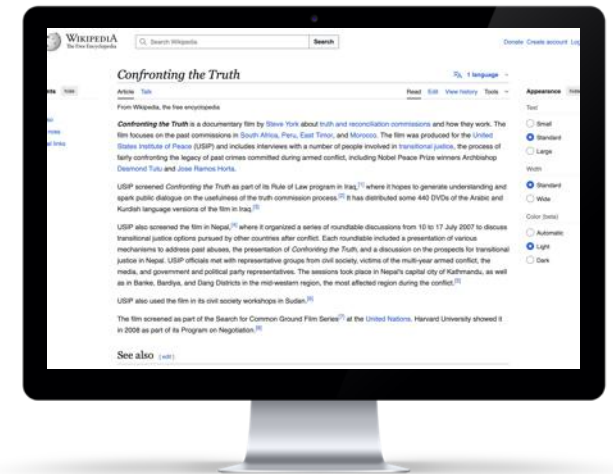 WIKIPEDIA
The Free Encyclopedia
Search Wikipedia
Search
Donate Create account Log
Confronting the Truth
1 language
hide
Article Talk
Read Edit View history Tools
Appearance hide
From Wikipedia, the free encyclopedia
Text
Confronting the Truth is a documentary film by Steve York about truth and reconciliation commissions and how they work. The
film focuses on the past commissions in South Africa, Peru, East Timor, and Morocco. The film was produced for the United
States Institute of Peace (USIP) and includes interviews with a number of people involved in transitional justice, the process of
fairly confronting the legacy of past crimes committed during armed conflict, including Nobel Peace Prize winners Archbishop
Desmond Tutu and Jose Ramos Horta.
Small
Standard
Large
Width
Standard
Wide
Color (beta)
Automatic
Light
Dark
USIP screened Confronting the Truth as part of its Rule of Law program in Iraq,[1] where it hopes to generate understanding and
spark public dialogue on the usefulness of the truth commission process.[2] It has distributed some 440 DVDs of the Arabic and
Kurdish language versions of the film in Iraq.[3]
USIP also screened the film in Nepal,[4] where it organized a series of roundtable discussions from 10 to 17 July 2007 to discuss
transitional justice options pursued by other countries after conflict. Each roundtable included a presentation of various
mechanisms to address past abuses, the presentation of Confronting the Truth, and a discussion on the prospects for transitional
justice in Nepal. USIP officials met with representative groups from civil society, victims of the multi-year armed conflict, the
media, and government and political party representatives. The sessions took place in Nepal's capital city of Kathmandu, as well
as in Banke, Bardiya, and Dang Districts in the mid-western region, the most affected region during the conflict.[5]
USIP also used the film in its civil society workshops in Sudan.[6]
The film screened as part of the Search for Common Ground Film Series[7] at the United Nations. Harvard University showed it
in 2008 as part of its Program on Negotiation.[8]
See also [ edit ]